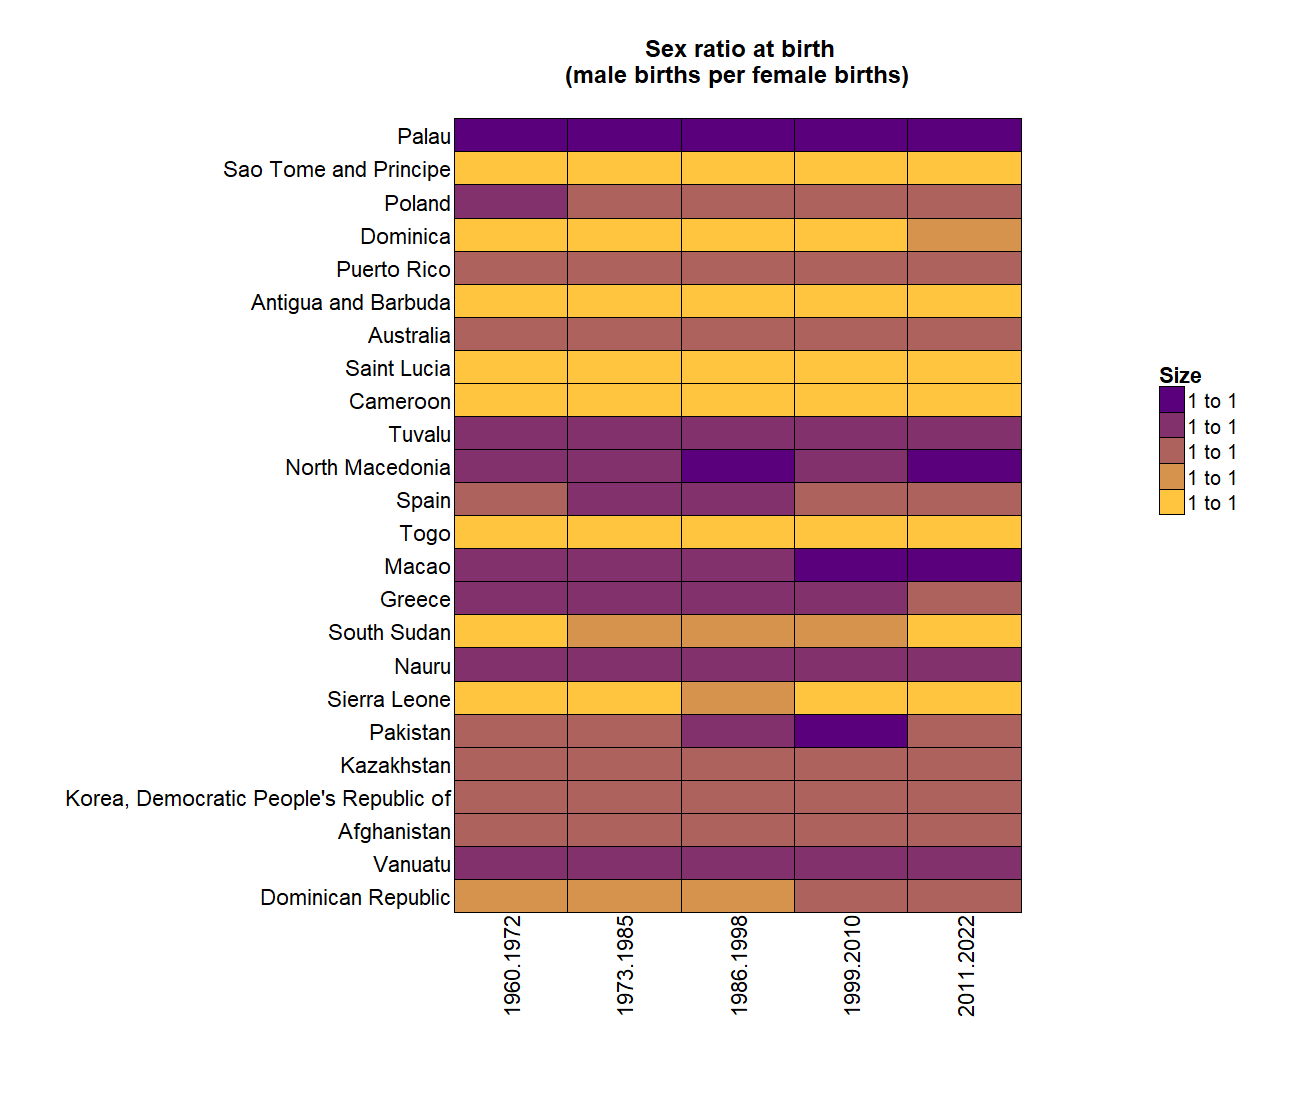 Sex ratio at birth
(male births per female births)
Palau
Sao Tome and Principe
Poland
Dominica
Puerto Rico
Antigua and Barbuda
Australia
Saint Lucia
Cameroon
Tuvalu
North Macedonia
Spain
Togo
Macao
Greece
South Sudan
Nauru
Sierra Leone
Pakistan
Kazakhstan
Korea, Democratic People's Republic of
Afghanistan
Vanuatu
Dominican Republic
1960.1972
1973.1985
1986.1998
1999.2010
2011.2022
Size
1 to 1
1 to 1
1 to 1
1 to 1
1 to 1